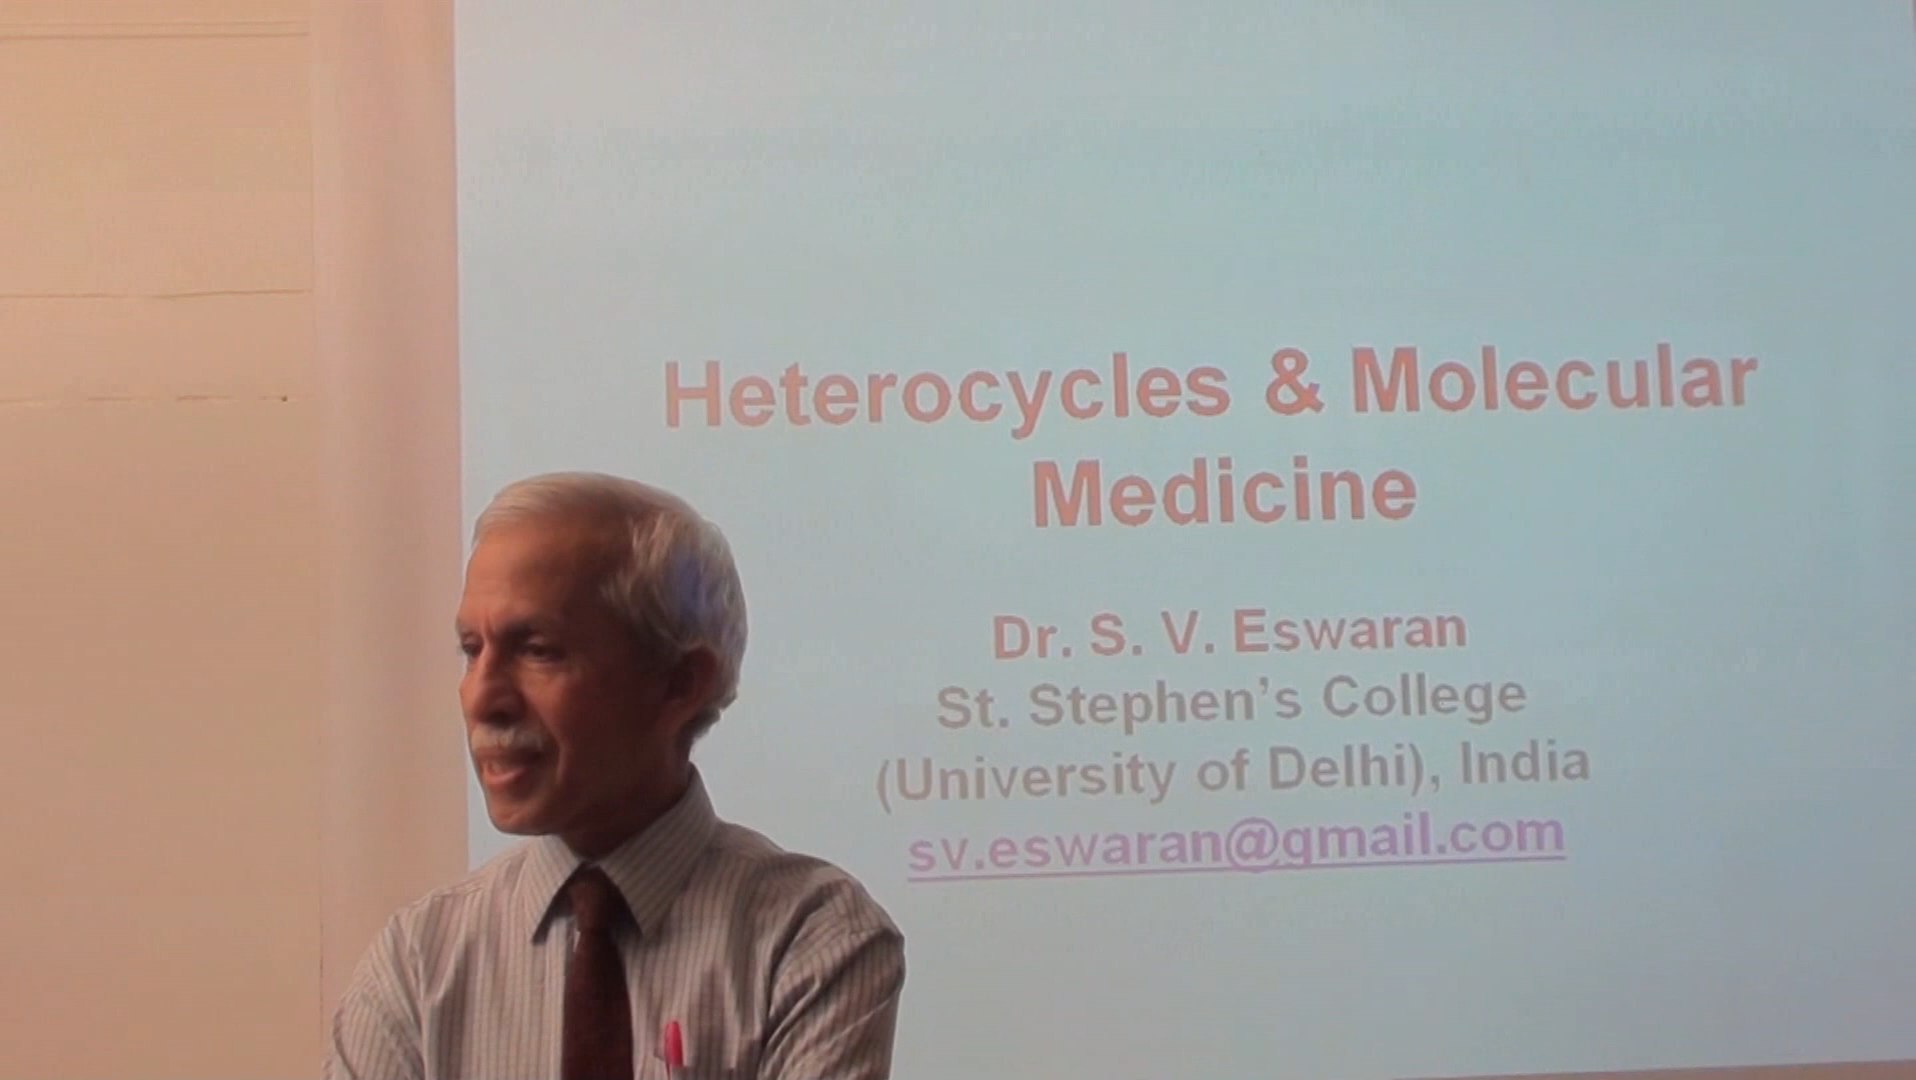 Heterocycles & Molecular
Medicine
Dr. S. V. Eswaran
St. Stephen's College
(University of Delhi), India
sv.eswaran@gmail.com